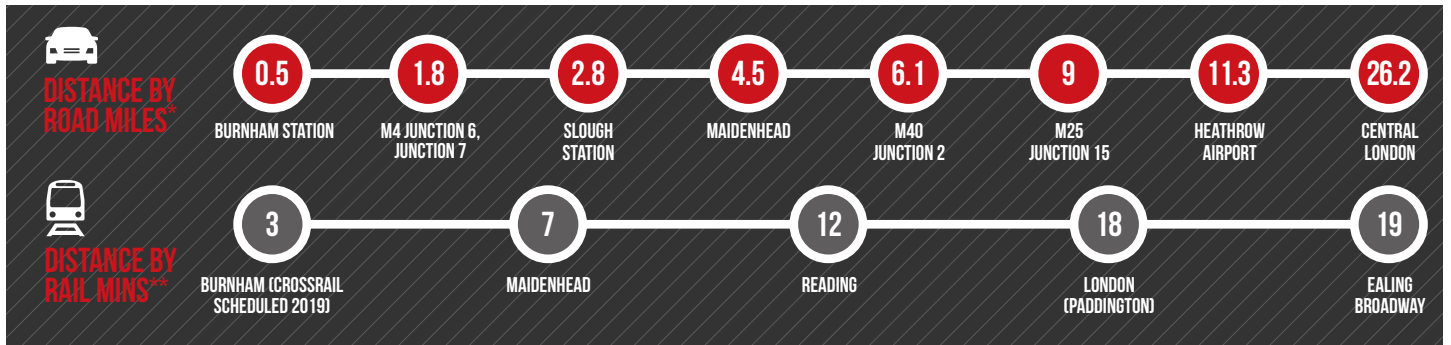 DISTANCE BY
ROAD MILES*
0.5
1.8
2.8
4.5
6.1
9
11.3
26.2
BURNHAM STATION
M4 JUNCTION 6,
JUNCTION 7
SLOUGH
STATION
MAIDENHEAD
M40
JUNCTION 2
M25
JUNCTION 15
HEATHROW
AIRPORT
CENTRAL
LONDON
DISTANCE BY
RAIL MINS**
3
7
12
18
19
BURNHAM (CROSSRAIL
SCHEDULED 2019)
MAIDENHEAD
READING
LONDON
(PADDINGTON)
EALING
BROADWAY